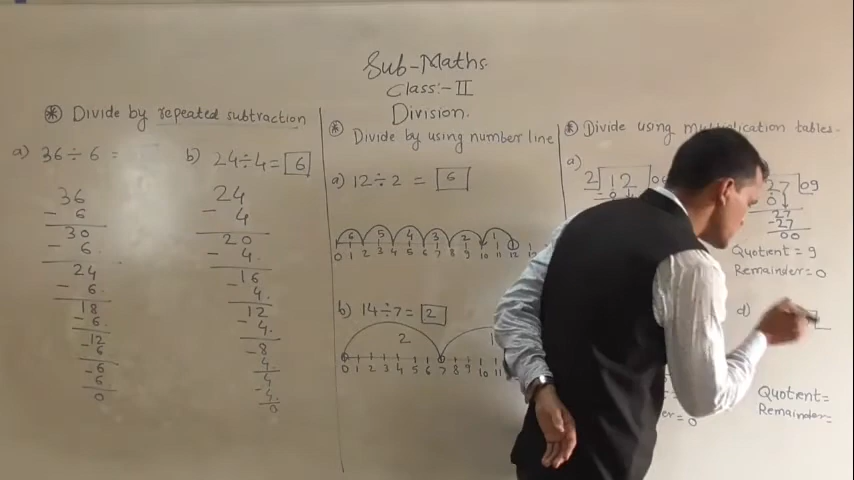 Sub-Maths
Class:- II
Division.
* Divide by repeated subtraction
a) 36÷6 =
36
- 6
30
- 6.
24
- 6.
18
- 6.
-12
6
-6
6
0
b) 24÷4= 6
24
- 4
20
- 4.
-16
4.
12
- 4.
-8
4.
4
-4.
0
* Divide by using number line
a) 12÷2 = 6
6 5 4 3 2 1
0 1 2 3 4 5 6 7 8 9 10 11 12
b) 14÷7= 2
2 1
0 1 2 3 4 5 6 7 8 9 10 11
* Divide using multiplication tables-
a)
2 12
27 09
0
27
-27
00
Quotient = 9
Remainder = 0
= 0
d)
Quotient=
Remainder=